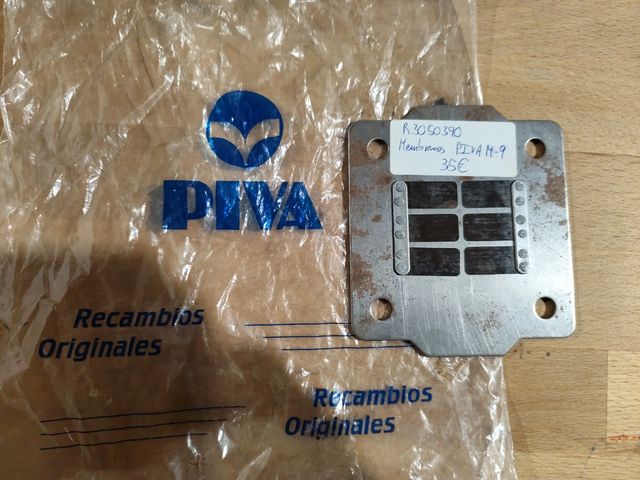 PIVA
Recambios
Originales
Recambios
Originales
R3050390
Membranas PIVA M-9
35€